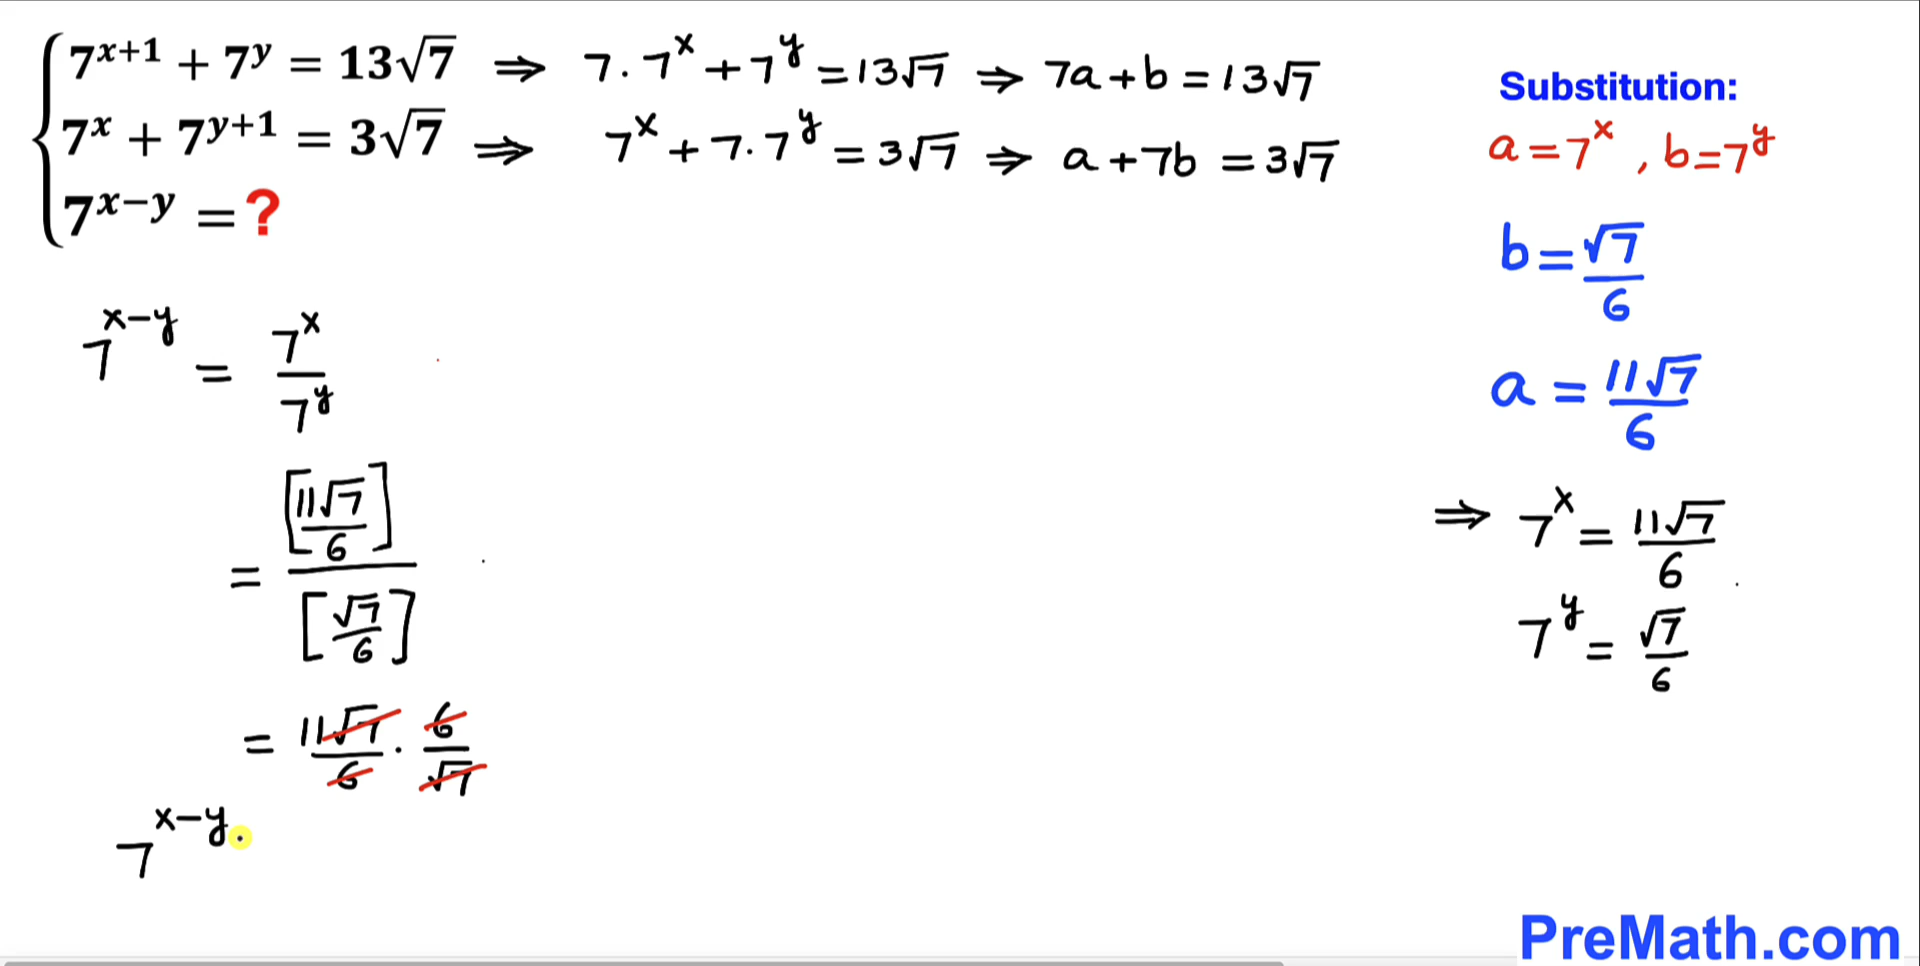 7^{x+1} + 7^y = 13√7 ⇒ 7·7^x + 7^y = 13√7 ⇒ 7a + b = 13√7
7^x + 7^{y+1} = 3√7 ⇒ 7^x + 7·7^y = 3√7 ⇒ a + 7b = 3√7
7^{x−y} = ?
Substitution:
a = 7^x , b = 7^y
b = √7/6
a = 11√7/6
⇒ 7^x = 11√7/6
7^y = √7/6
7^{x−y} = 7^x/7^y
= [11√7/6]/[√7/6]
= 11√7/6 · 6/√7
7^{x−y}
PreMath.com